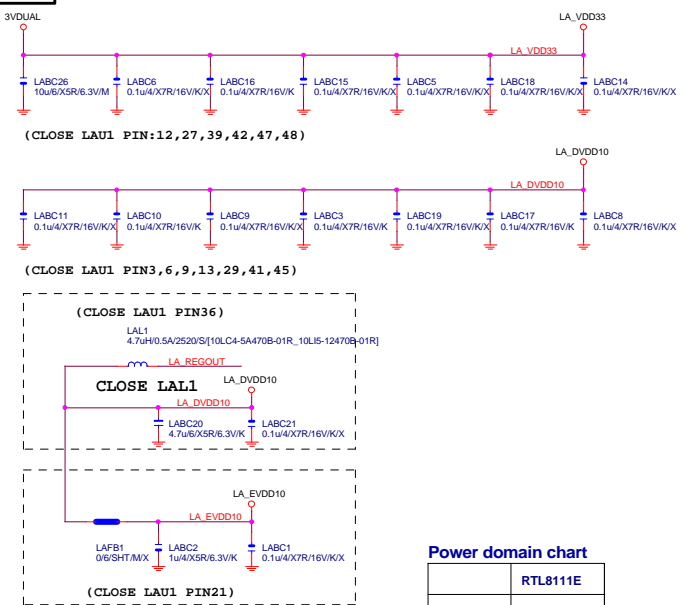 3VDUAL
LA_VDD33
LA_VDD33
LABC26
10u/6/X5R/6.3V/M
LABC6
0.1u/4/X7R/16V/K/X
LABC16
0.1u/4/X7R/16V/K
LABC15
0.1u/4/X7R/16V/K/X
LABC5
0.1u/4/X7R/16V/K/X
LABC18
0.1u/4/X7R/16V/K/X
LABC14
0.1u/4/X7R/16V/K/X
(CLOSE LAU1 PIN:12,27,39,42,47,48)
LA_DVDD10
LA_DVDD10
LABC11
0.1u/4/X7R/16V/K/X
LABC10
0.1u/4/X7R/16V/K
LABC9
0.1u/4/X7R/16V/K/X
LABC3
0.1u/4/X7R/16V/K
LABC19
0.1u/4/X7R/16V/K/X
LABC17
0.1u/4/X7R/16V/K
LABC8
0.1u/4/X7R/16V/K/X
(CLOSE LAU1 PIN3,6,9,13,29,41,45)
(CLOSE LAU1 PIN36)
LAL1
4.7uH/0.5A/2520/S/[10LC4-5A470B-01R_10LI5-12470B-01R]
LA_REGOUT
CLOSE LAL1
LA_DVDD10
LA_DVDD10
LABC20
4.7u/6/X5R/6.3V/K
LABC21
0.1u/4/X7R/16V/K/X
LA_EVDD10
LA_EVDD10
LAFB1
0/6/SHT/M/X
LABC2
1u/4/X5R/6.3V/K
LABC1
0.1u/4/X7R/16V/K/X
(CLOSE LAU1 PIN21)
Power domain chart
RTL8111E